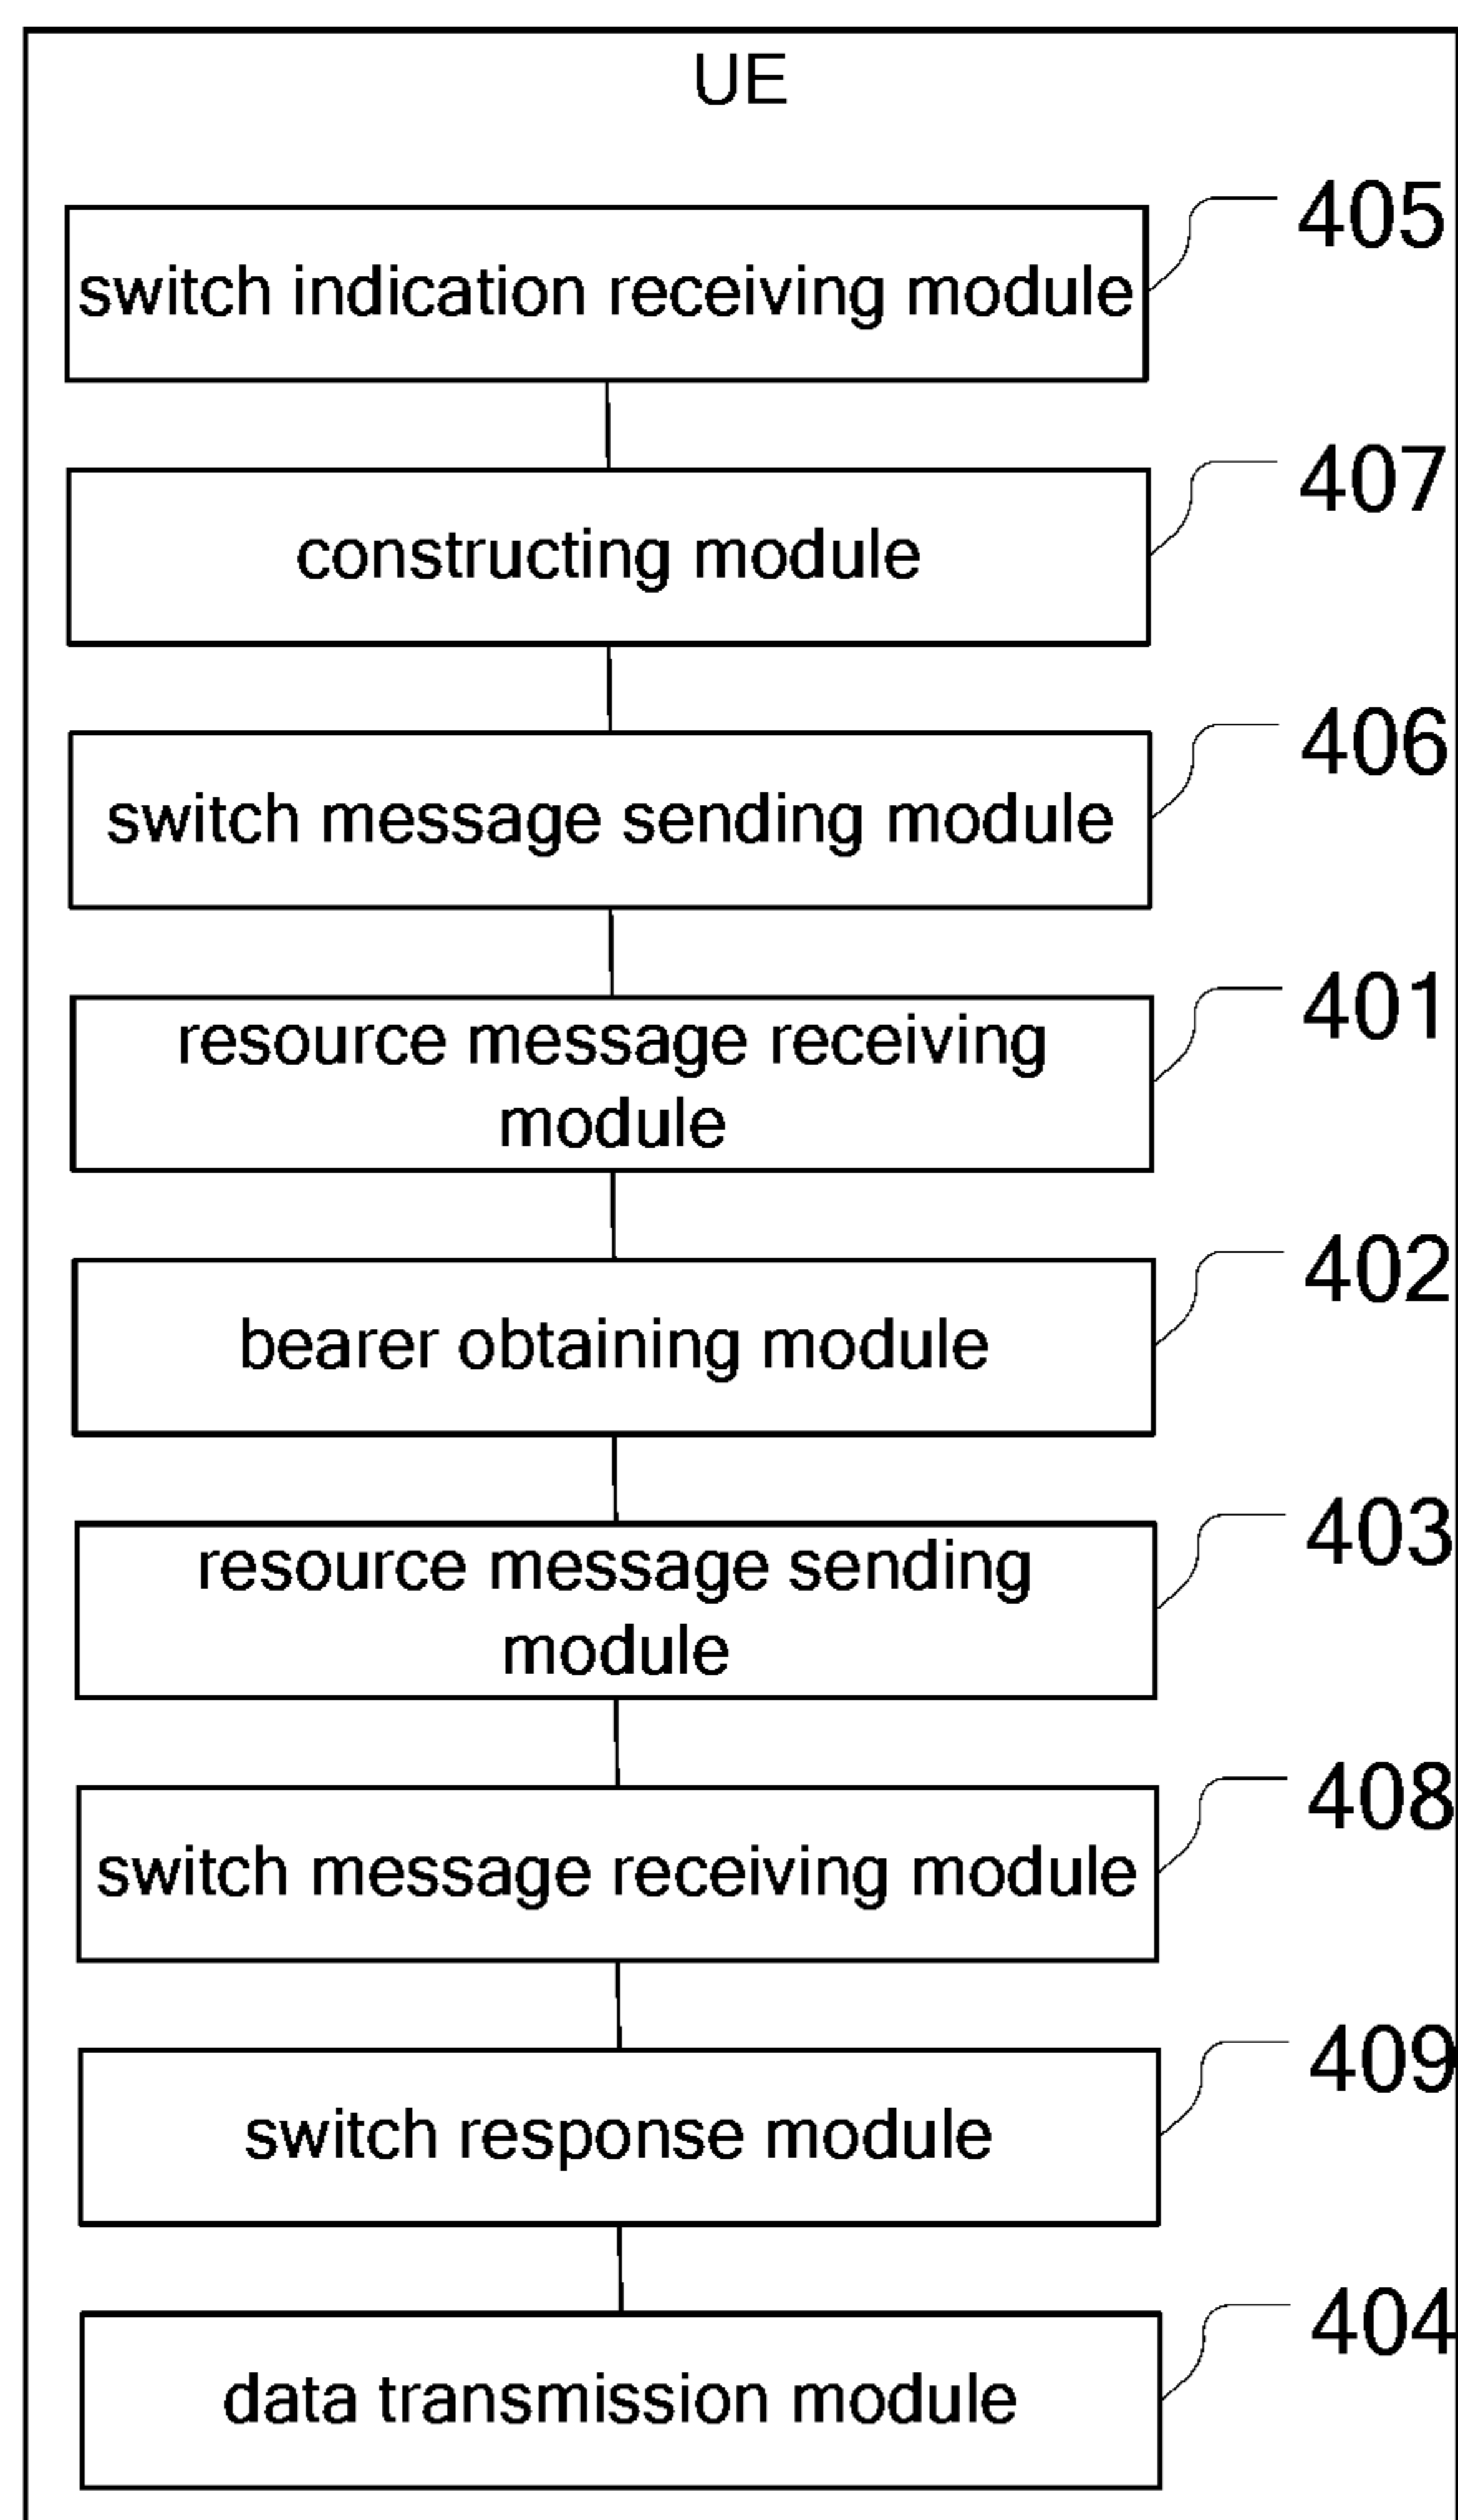 UE
405
switch indication receiving module
407
constructing module
406
switch message sending module
401
resource message receiving
module
402
bearer obtaining module
403
resource message sending
module
408
switch message receiving module
409
switch response module
404
data transmission module